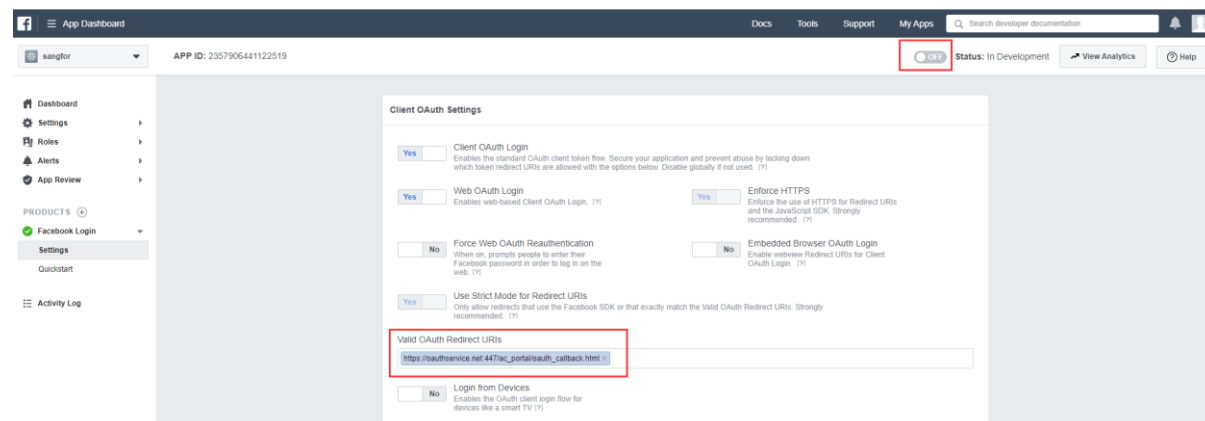 App Dashboard Docs Tools Support My Apps Search developer documentation
sangfor APP ID: 2357906441122519 OFF Status: In Development View Analytics Help
Dashboard
Settings
Roles
Alerts
App Review
PRODUCTS
Facebook Login
Settings
Quickstart
Activity Log
Client OAuth Settings
Yes Client OAuth Login
Enables the standard OAuth client token flow. Secure your application and prevent abuse by locking down
which token redirect URIs are allowed with the options below. Disable globally if not used. [?]
Yes Web OAuth Login
Enables web-based Client OAuth Login. [?]
Yes Enforce HTTPS
Enforce the use of HTTPS for Redirect URIs
and the JavaScript SDK. Strongly
recommended. [?]
No Force Web OAuth Reauthentication
When on, prompts people to enter their
Facebook password in order to log in on the
web. [?]
No Embedded Browser OAuth Login
Enable webview Redirect URIs for Client
OAuth Login. [?]
Yes Use Strict Mode for Redirect URIs
Only allow redirects that use the Facebook SDK or that exactly match the Valid OAuth Redirect URIs. Strongly
recommended. [?]
Valid OAuth Redirect URIs
https://oauthservice.net:447/ac_portal/oauth_callback.html ×
No Login from Devices
Enables the OAuth client login flow for
devices like a smart TV [?]